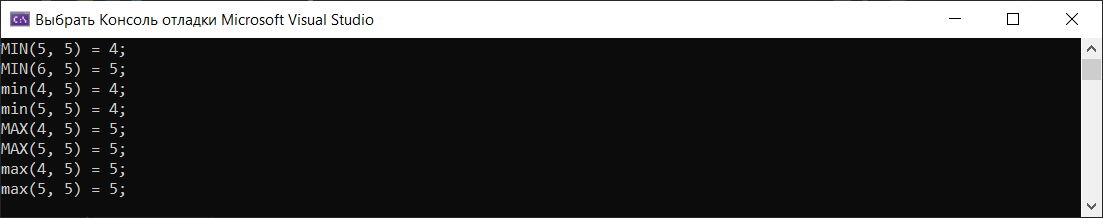 Выбрать Консоль отладки Microsoft Visual Studio
MIN(5, 5) = 4;
MIN(6, 5) = 5;
min(4, 5) = 4;
min(5, 5) = 4;
MAX(4, 5) = 5;
MAX(5, 5) = 5;
max(4, 5) = 5;
max(5, 5) = 5;